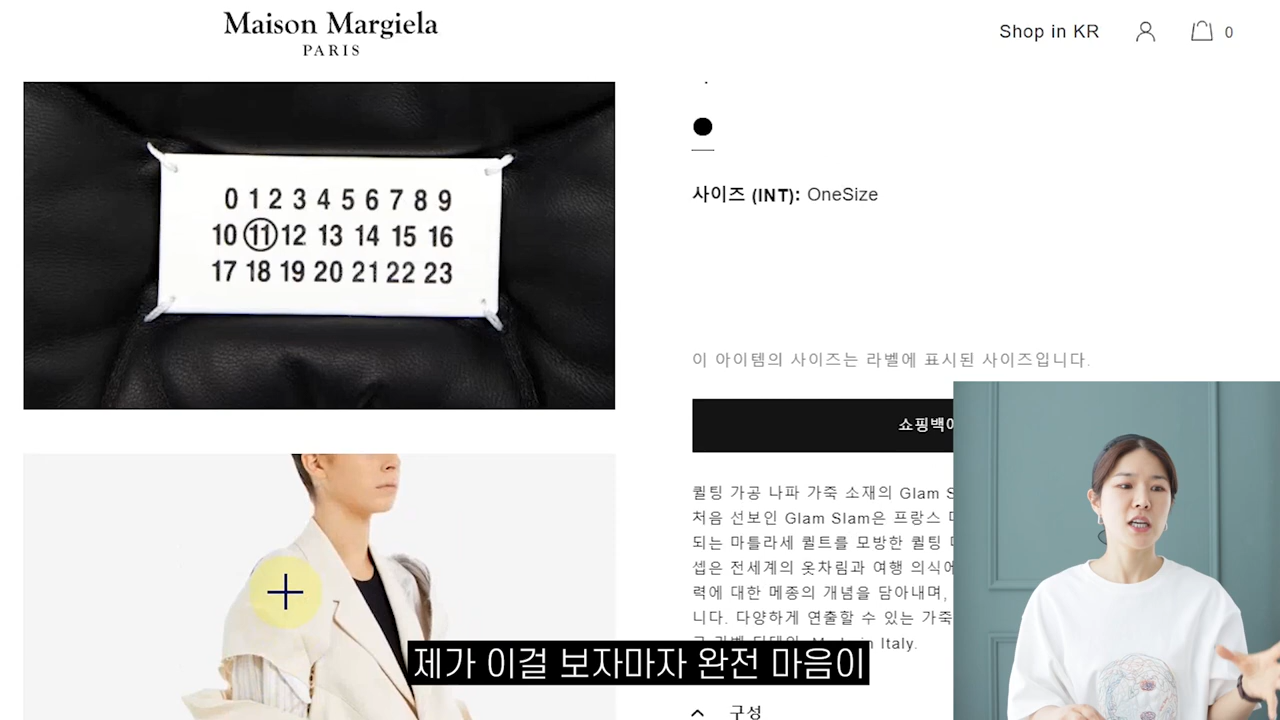 Maison Margiela
PARIS
Shop in KR
0
0 1 2 3 4 5 6 7 8 9
10 11 12 13 14 15 16
17 18 19 20 21 22 23
사이즈 (INT): OneSize
이 아이템의 사이즈는 라벨에 표시된 사이즈입니다.
쇼핑백에
퀼팅 가공 나파 가죽 소재의 Glam S
처음 선보인 Glam Slam은 프랑스
되는 마틀라세 퀼트를 모방한 퀼팅
셉은 전세계의 옷차림과 여행 의식에
력에 대한 메종의 개념을 담아내며,
니다. 다양하게 연출할 수 있는 가죽
Italy.
제가 이걸 보자마자 완전 마음이
구성